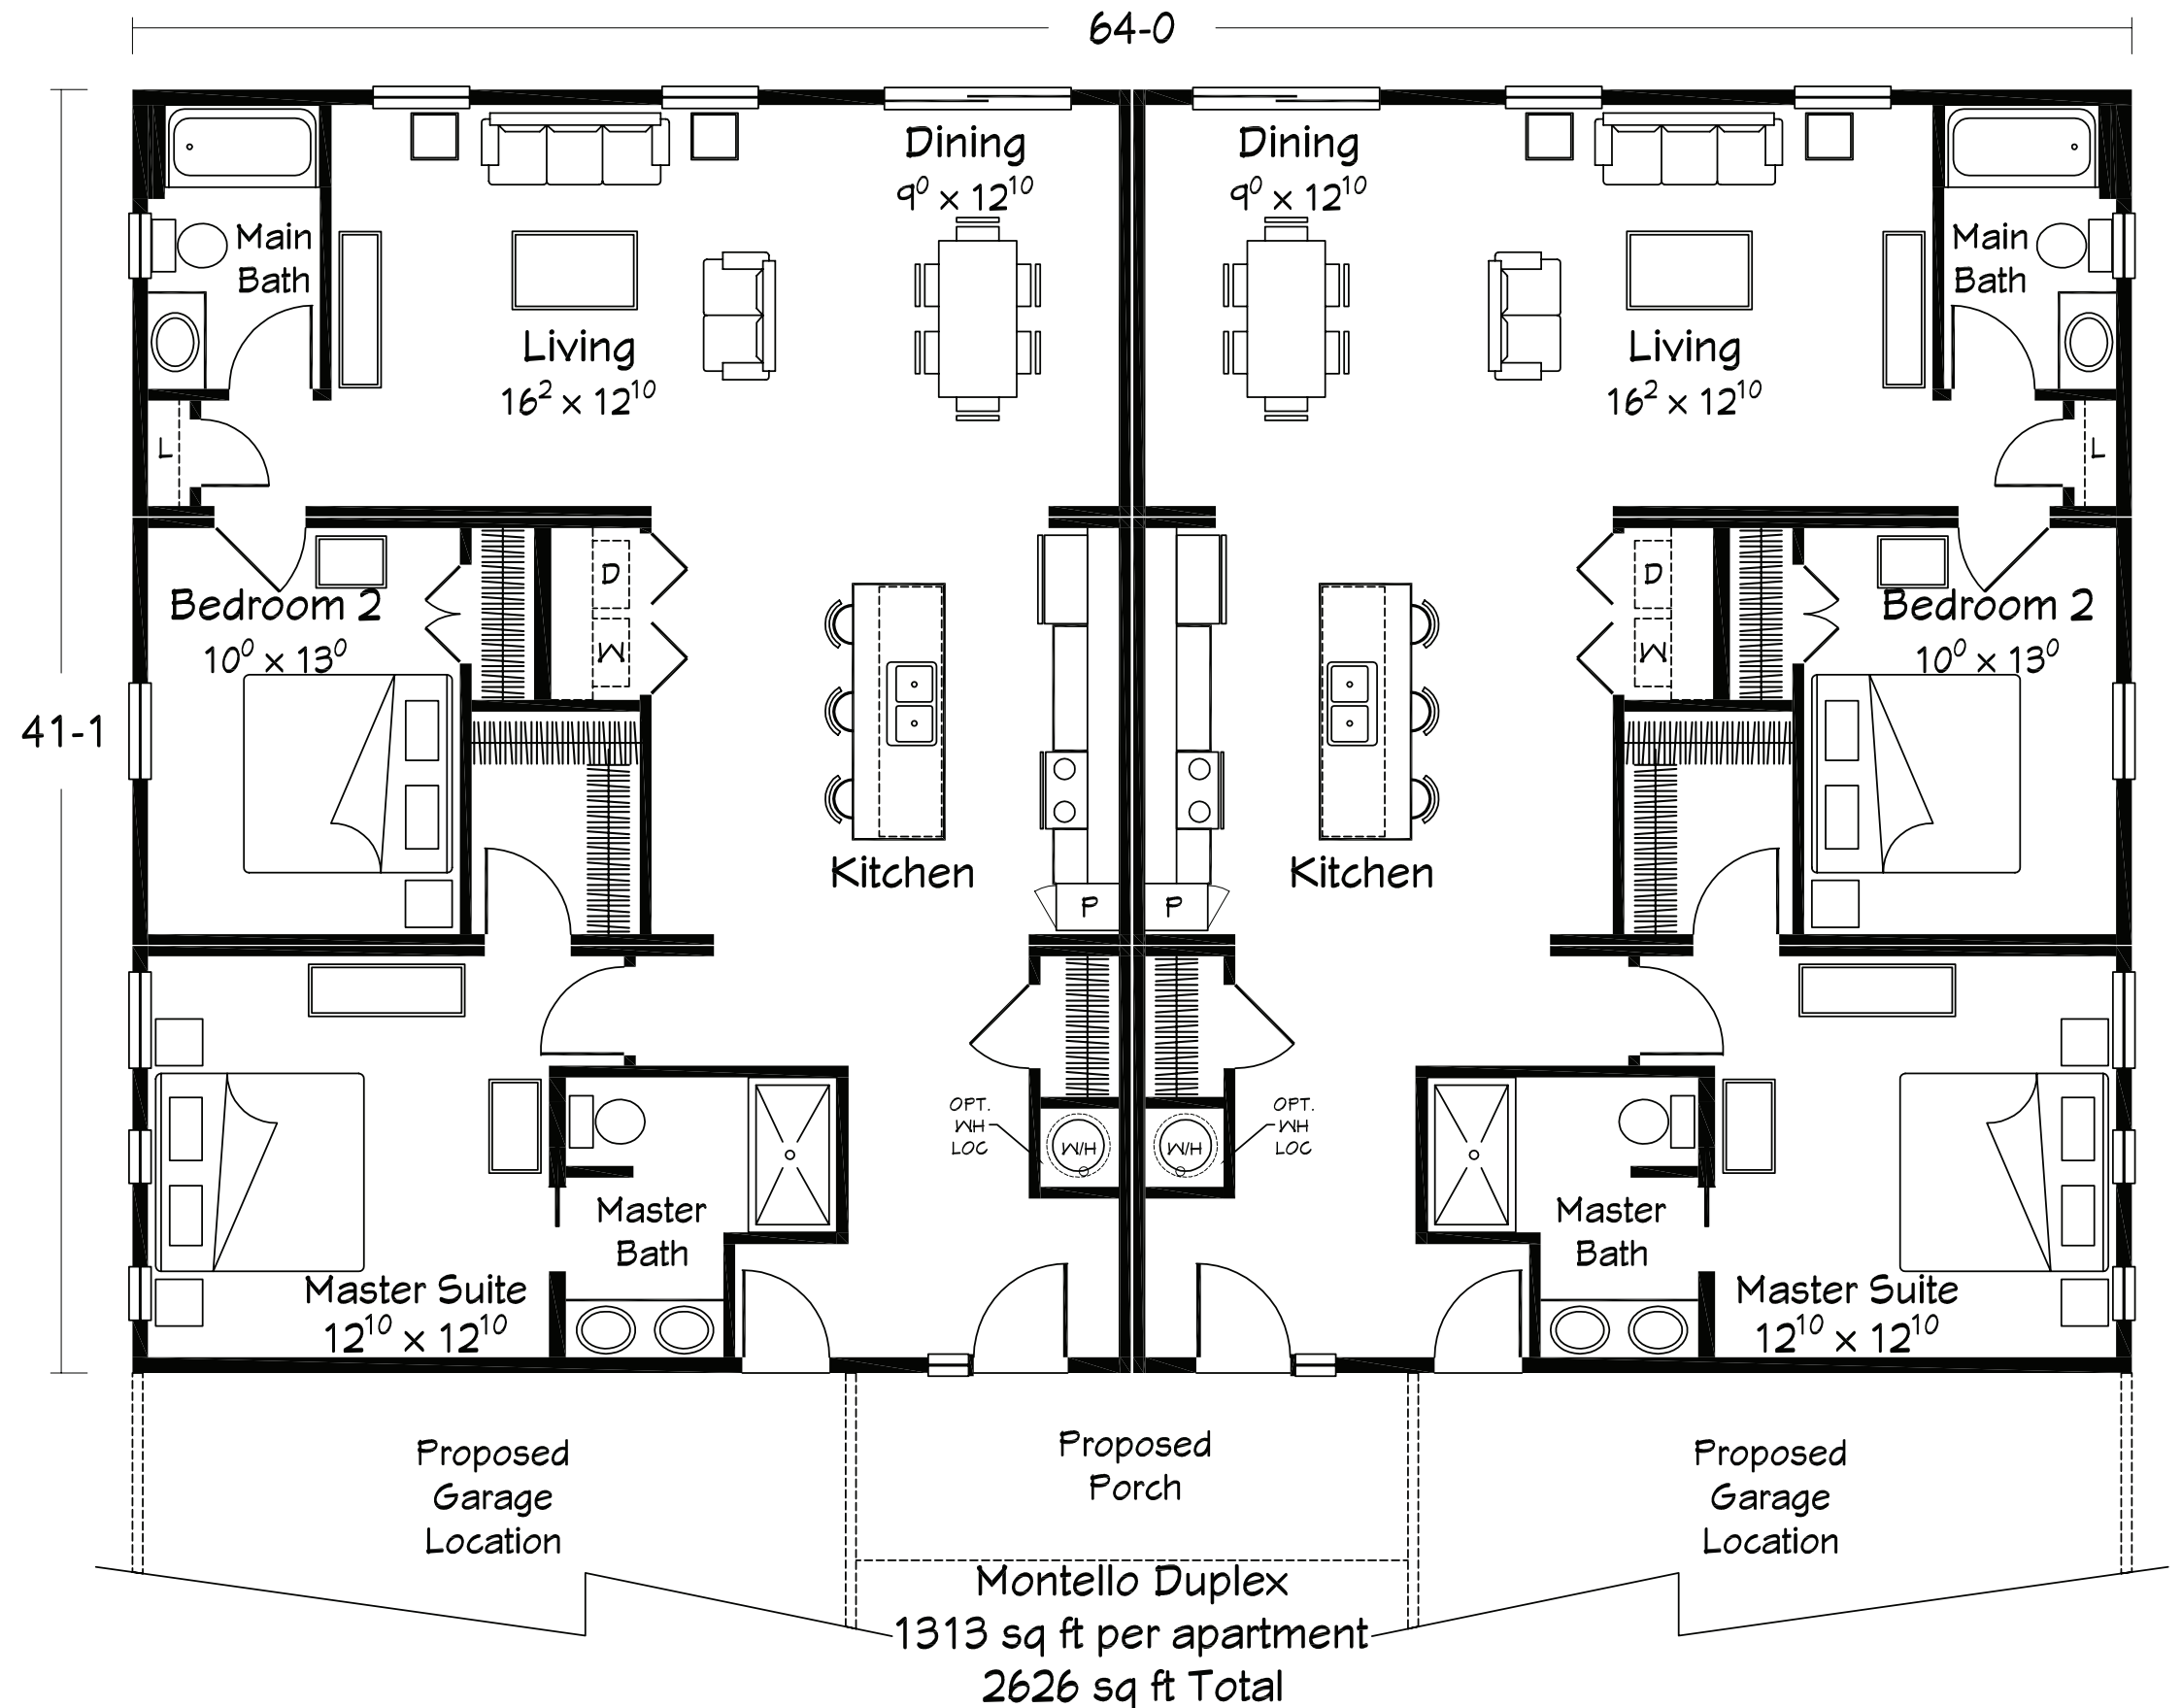 64-0
Dining
9⁰ x 12¹⁰
Dining
9⁰ x 12¹⁰
Main
Bath
Living
16² x 12¹⁰
Living
16² x 12¹⁰
Main
Bath
L
L
D
W
D
W
Bedroom 2
10⁰ x 13⁰
Bedroom 2
10⁰ x 13⁰
41-1
Kitchen
Kitchen
P
P
OPT.
WH
LOC
W/H
W/H
OPT.
WH
LOC
Master
Bath
Master
Bath
Master Suite
12¹⁰ x 12¹⁰
Master Suite
12¹⁰ x 12¹⁰
Proposed
Garage
Location
Proposed
Porch
Proposed
Garage
Location
Montello Duplex
1313 sq ft per apartment
2626 sq ft Total